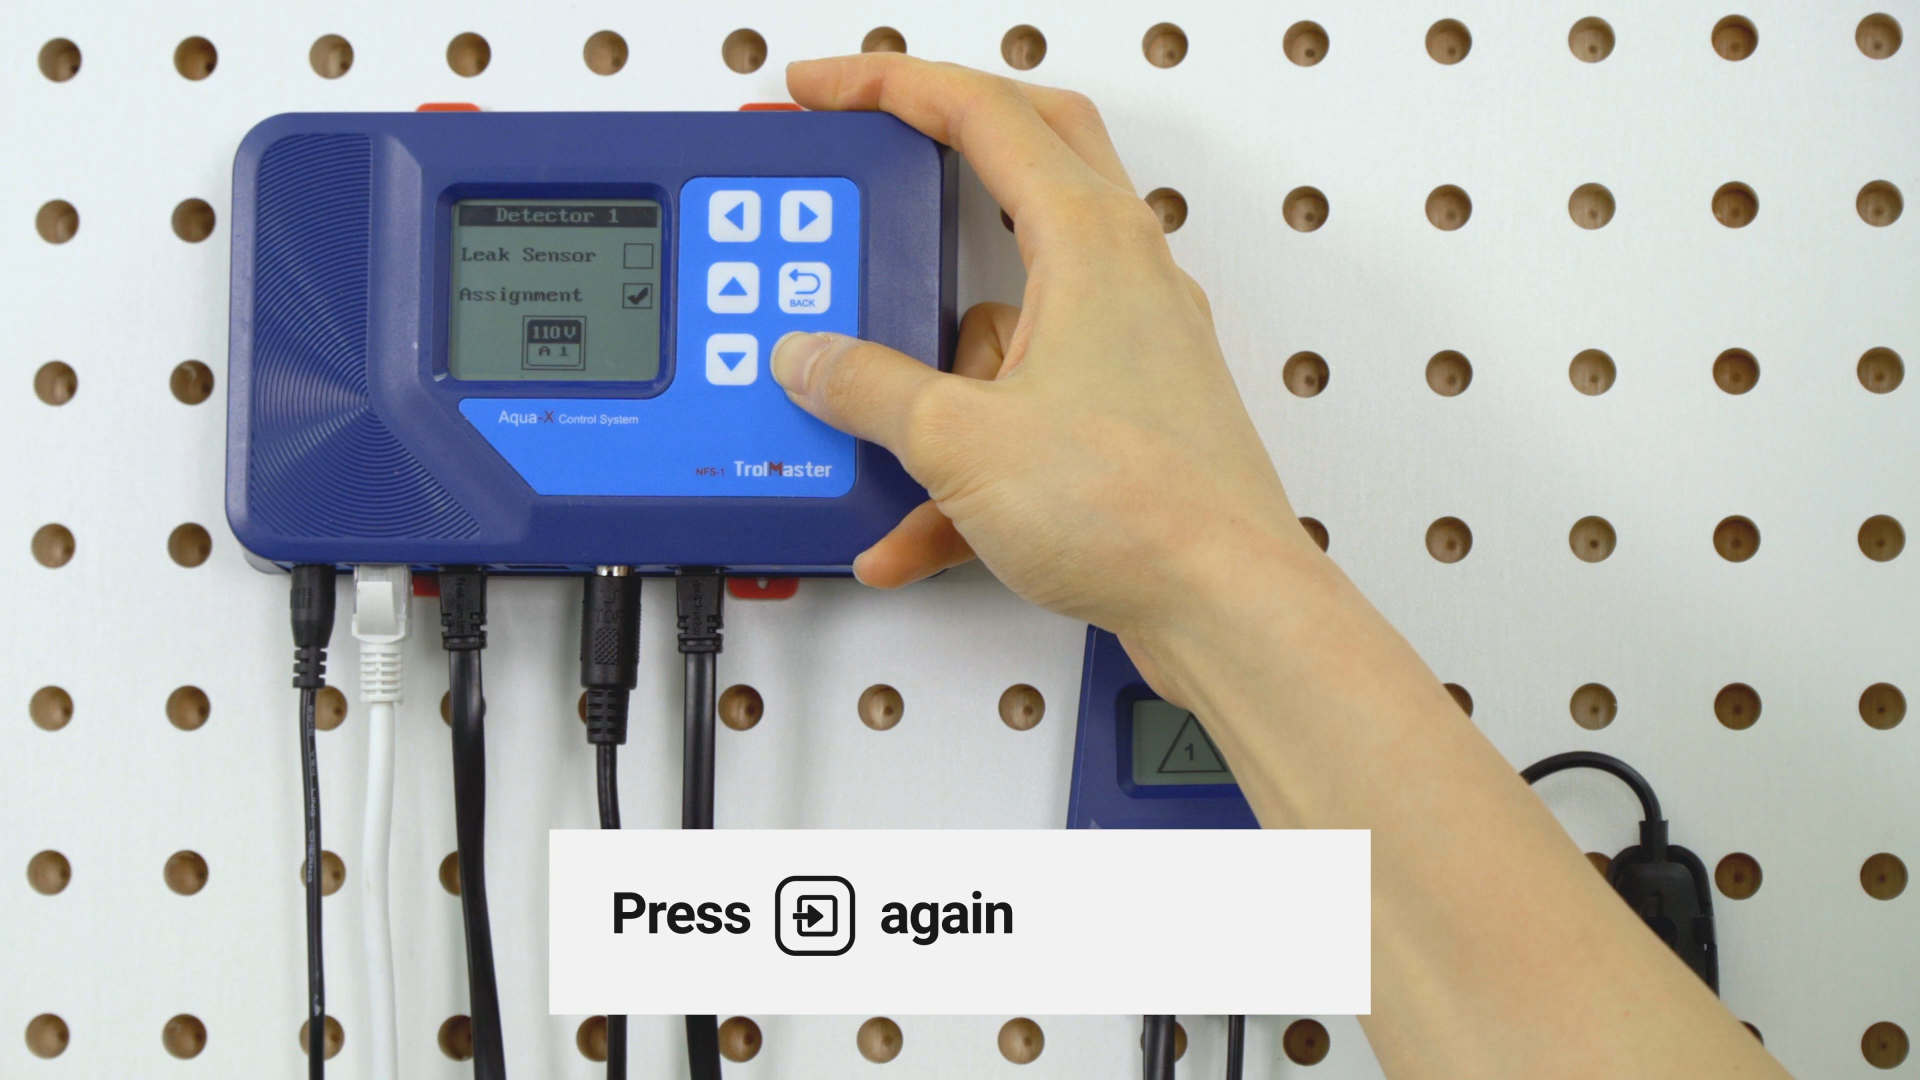 Detector 1
Leak Sensor
Assignment
110V
A 1
BACK
Aqua-X Control System
NFS-1 TrolMaster
1
Press again